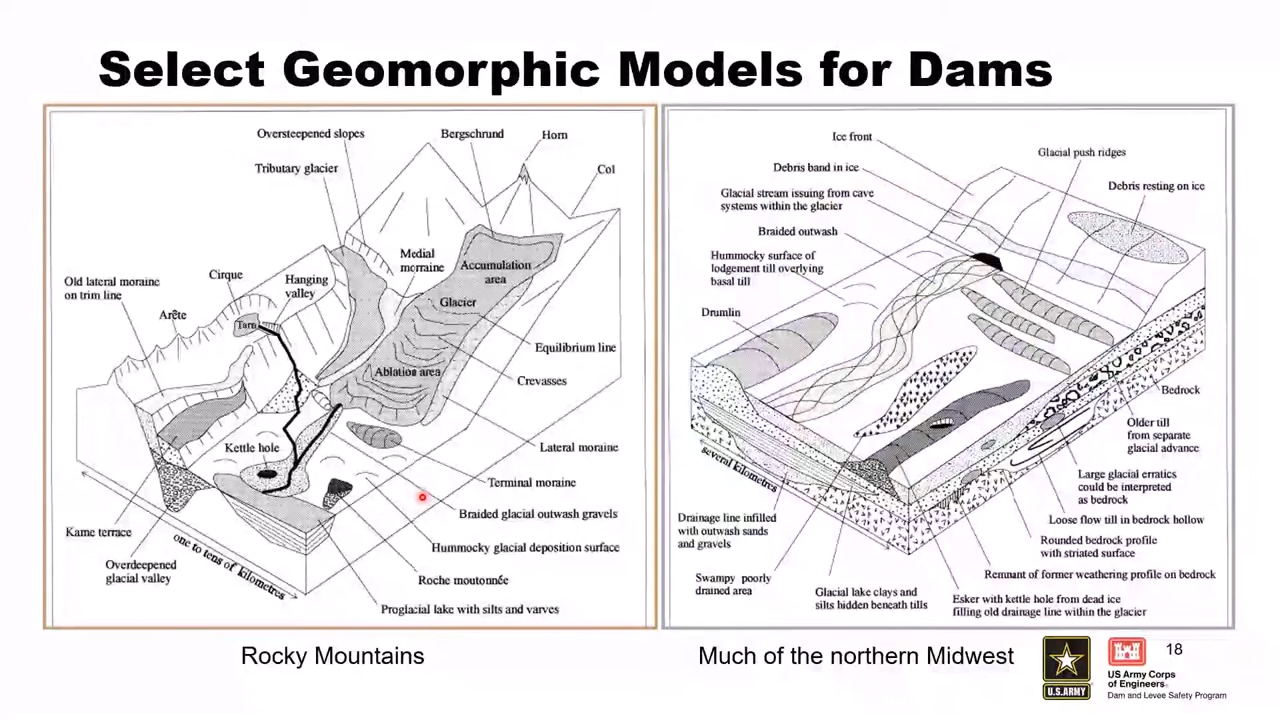 Select Geomorphic Models for Dams
Oversteepened slopes
Bergschrund
Horn
Tributary glacier
Col
Medial
morraine
Accumulation
area
Old lateral moraine
on trim line
Cirque
Hanging
valley
Glacier
Arête
Tarn
Equilibrium line
Ablation area
Crevasses
Kettle hole
Lateral moraine
Terminal moraine
Braided glacial outwash gravels
Kame terrace
Hummocky glacial deposition surface
Overdeepened
glacial valley
one to tens of kilometres
Roche moutonnée
Proglacial lake with silts and varves
Rocky Mountains
Ice front
Glacial push ridges
Debris band in ice
Debris resting on ice
Glacial stream issuing from cave
systems within the glacier
Braided outwash
Hummocky surface of
lodgement till overlying
basal till
Drumlin
Bedrock
Older till
from separate
glacial advance
several kilometres
Large glacial erratics
could be interpreted
as bedrock
Drainage line infilled
with outwash sands
and gravels
Loose flow till in bedrock hollow
Rounded bedrock profile
with striated surface
Swampy poorly
drained area
Remnant of former weathering profile on bedrock
Glacial lake clays and
silts hidden beneath tills
Esker with kettle hole from dead ice
filling old drainage line within the glacier
Much of the northern Midwest
U.S.ARMY
US Army Corps
of Engineers®
Dam and Levee Safety Program
18